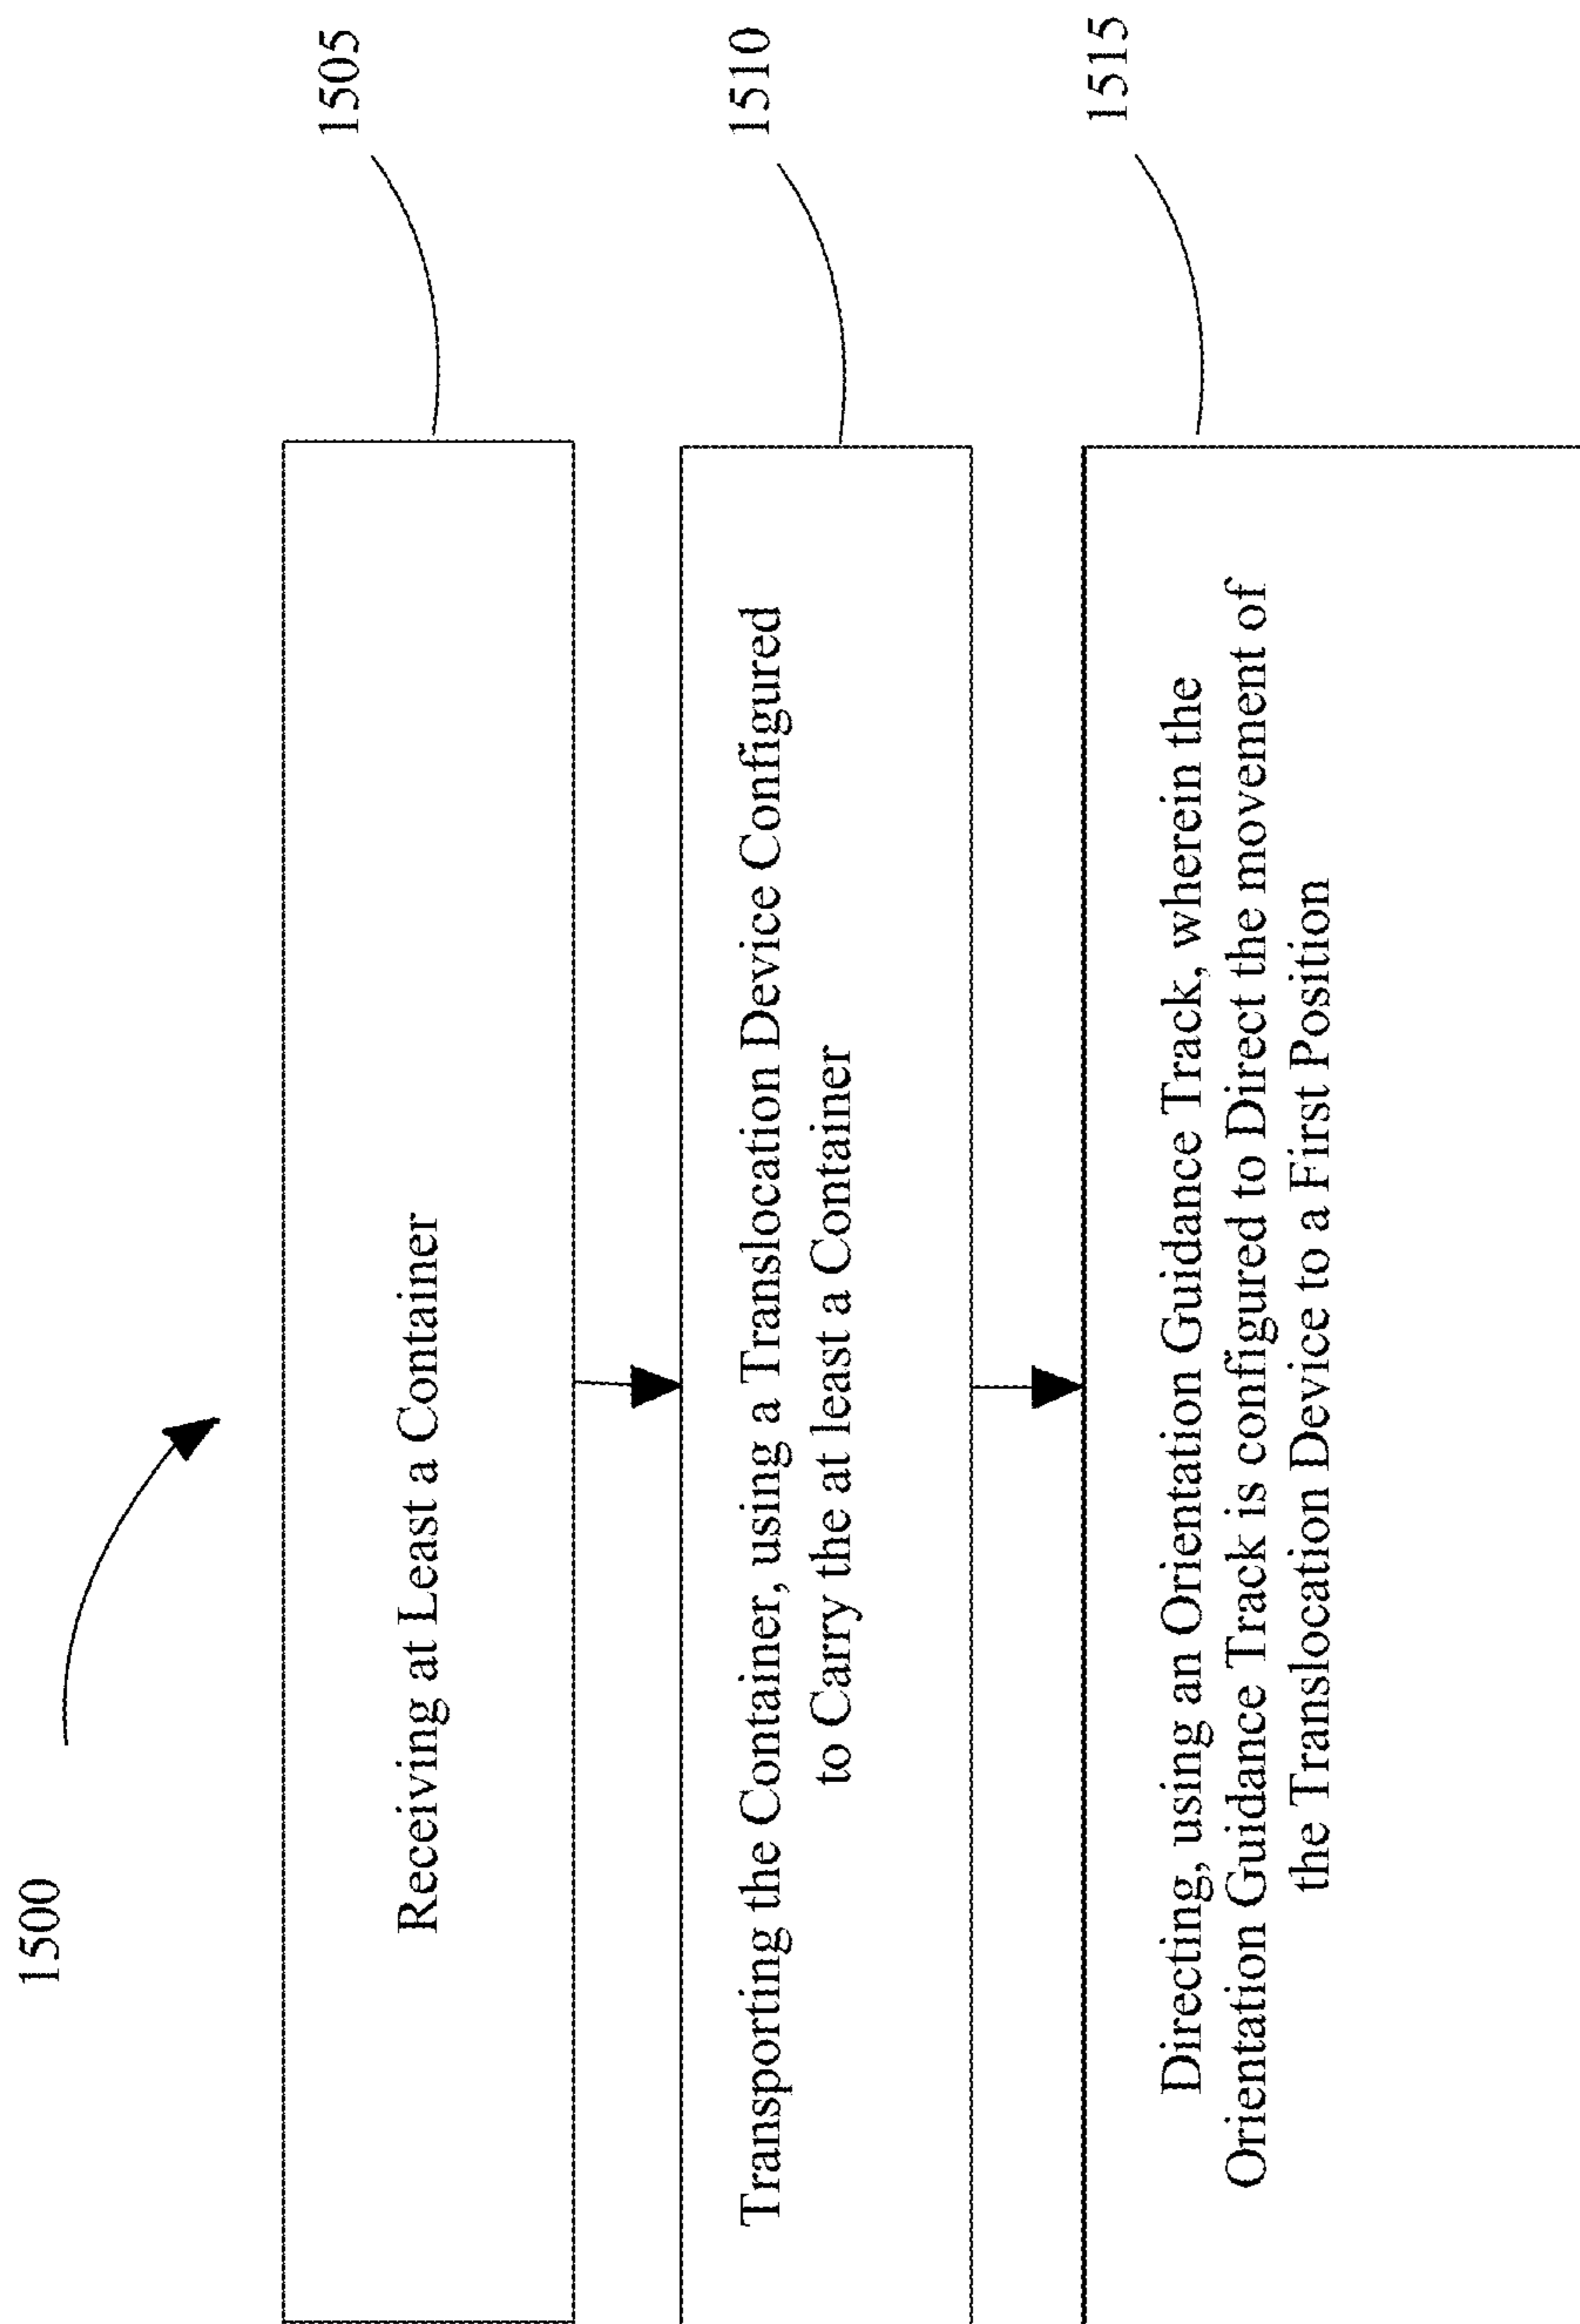 1500
Receiving at Least a Container
1505
Transporting the Container, using a Translocation Device Configured
to Carry the at least a Container
1510
Directing, using an Orientation Guidance Track, wherein the
Orientation Guidance Track is configured to Direct the movement of
the Translocation Device to a First Position
1515